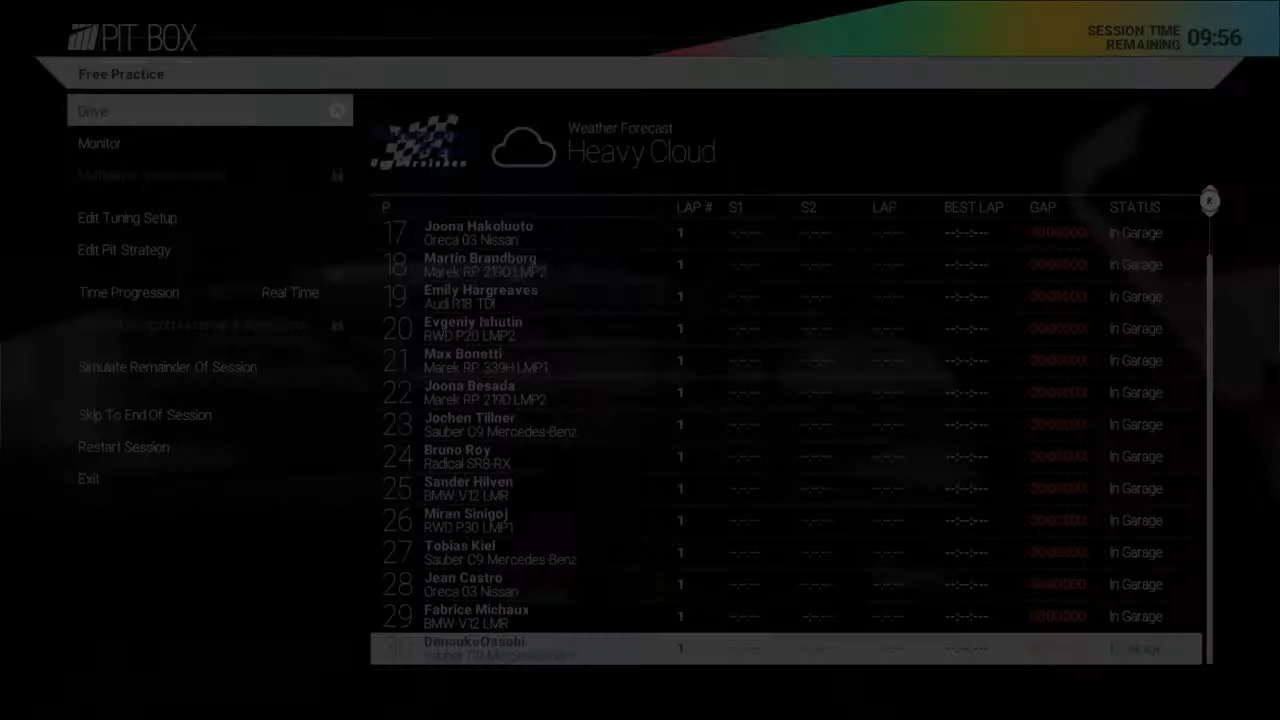 PIT BOX
SESSION TIME
REMAINING 09:56
Free Practice
Drive
Monitor
Edit Tuning Setup
Edit Pit Strategy
Time Progression Real Time
Simulate Remainder Of Session
Skip To End Of Session
Restart Session
Exit
Weather Forecast
Heavy Cloud
P LAP # S1 S2 LAP BEST LAP GAP STATUS
R
17 Joona Hakoluoto 1 --:--.--- --:--.--- --:--.--- --:--:--- In Garage
Oreca 03 Nissan
18 Martin Brandborg 1 --:--.--- --:--.--- --:--.--- --:--:--- In Garage
Marek RP 219D LMP2
19 Emily Hargreaves 1 --:--.--- --:--.--- --:--.--- --:--:--- In Garage
Audi R18 TDI
20 Evgeniy Ishutin 1 --:--.--- --:--.--- --:--.--- --:--:--- In Garage
RWD P20 LMP2
21 Max Bonetti 1 --:--.--- --:--.--- --:--.--- --:--:--- In Garage
Marek RP 339H LMP1
22 Joona Besada 1 --:--.--- --:--.--- --:--.--- --:--:--- In Garage
Marek RP 219D LMP2
23 Jochen Tillner 1 --:--.--- --:--.--- --:--.--- --:--:--- In Garage
Sauber C9 Mercedes-Benz
24 Bruno Roy 1 --:--.--- --:--.--- --:--.--- --:--:--- In Garage
Radical SR8-RX
25 Sander Hilven 1 --:--.--- --:--.--- --:--.--- --:--:--- In Garage
BMW V12 LMR
26 Miran Sinigoj 1 --:--.--- --:--.--- --:--.--- --:--:--- In Garage
RWD P30 LMP1
27 Tobias Kiel 1 --:--.--- --:--.--- --:--.--- --:--:--- In Garage
Sauber C9 Mercedes-Benz
28 Jean Castro 1 --:--.--- --:--.--- --:--.--- --:--:--- In Garage
Oreca 03 Nissan
29 Fabrice Michaux 1 --:--.--- --:--.--- --:--.--- --:--:--- In Garage
BMW V12 LMR
30 1 --:--.--- --:--.--- --:--.--- --:--:--- In Garage